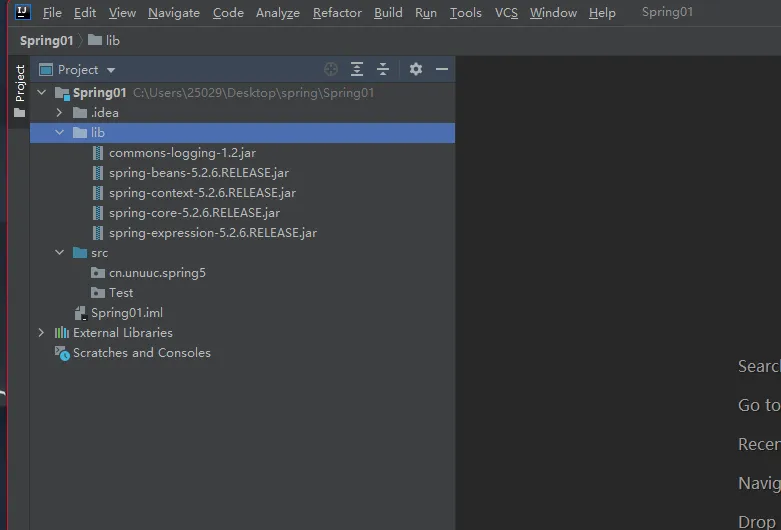 File Edit View Navigate Code Analyze Refactor Build Run Tools VCS Window Help Spring01
Spring01 lib
Project
Project
Spring01 C:\Users\25029\Desktop\spring\Spring01
.idea
lib
commons-logging-1.2.jar
spring-beans-5.2.6.RELEASE.jar
spring-context-5.2.6.RELEASE.jar
spring-core-5.2.6.RELEASE.jar
spring-expression-5.2.6.RELEASE.jar
src
cn.unuuc.spring5
Test
Spring01.iml
External Libraries
Scratches and Consoles
Searc
Go to
Recen
Navig
Drop